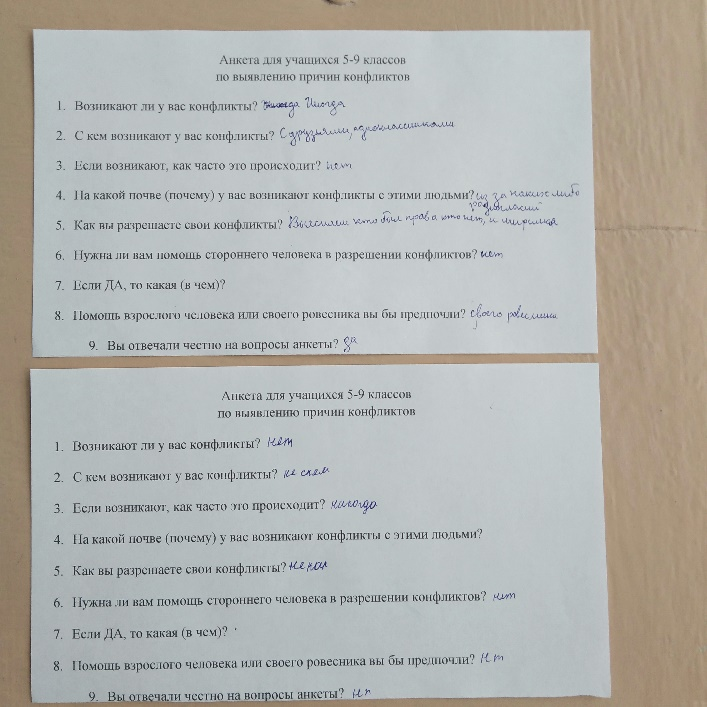 Анкета для учащихся 5-9 классов
по выявлению причин конфликтов
1. Возникают ли у вас конфликты? Иногда
2. С кем возникают у вас конфликты? С друзьями, одноклассниками
3. Если возникают, как часто это происходит? нет
4. На какой почве (почему) у вас возникают конфликты с этими людьми? из за каких либо
5. Как вы разрешаете свои конфликты? кто был прав а кто нет, и миримся
6. Нужна ли вам помощь стороннего человека в разрешении конфликтов? нет
7. Если ДА, то какая (в чем)?
8. Помощь взрослого человека или своего ровесника вы бы предпочли? своего ровесника
9. Вы отвечали честно на вопросы анкеты? да
Анкета для учащихся 5-9 классов
по выявлению причин конфликтов
1. Возникают ли у вас конфликты? нет
2. С кем возникают у вас конфликты? не скем
3. Если возникают, как часто это происходит? никогда
4. На какой почве (почему) у вас возникают конфликты с этими людьми?
5. Как вы разрешаете свои конфликты?
6. Нужна ли вам помощь стороннего человека в разрешении конфликтов? нет
7. Если ДА, то какая (в чем)?
8. Помощь взрослого человека или своего ровесника вы бы предпочли? нет
9. Вы отвечали честно на вопросы анкеты?